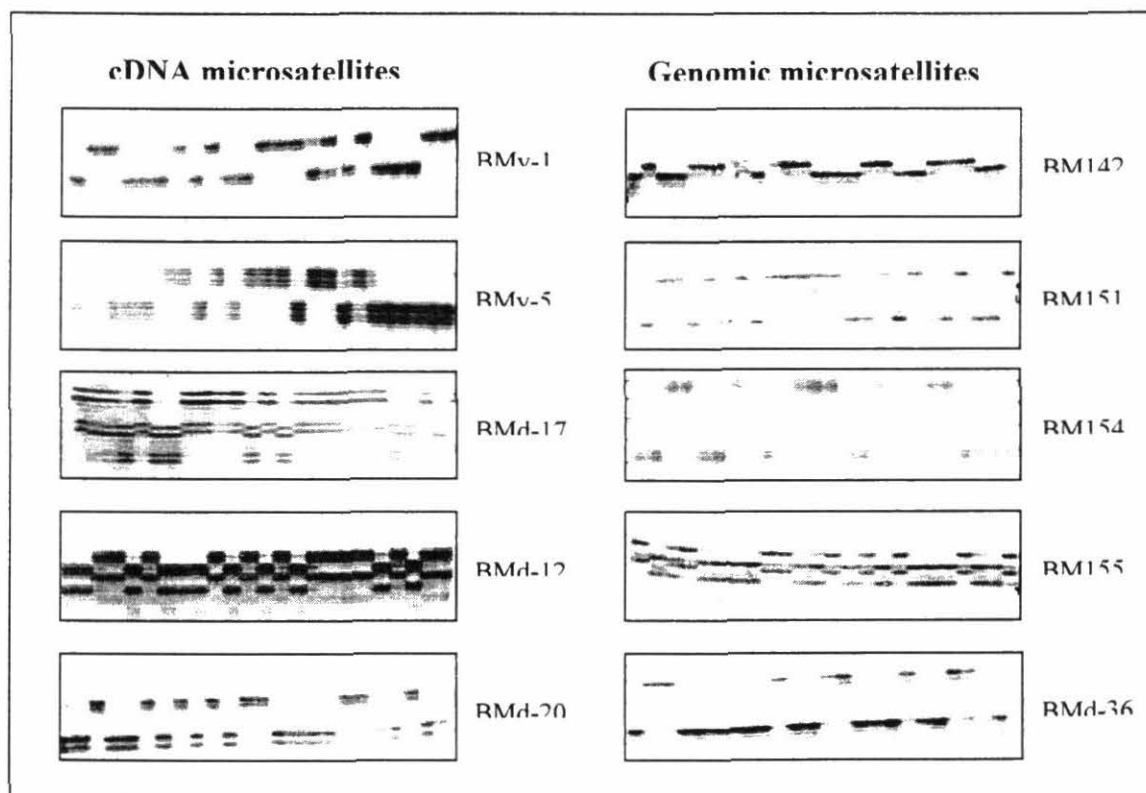 cDNA microsatellites
Genomic microsatellites
BMy-1
BM142
BMy-5
BM151
BMd-17
BM154
BMd-12
BM155
BMd-20
BMd-36